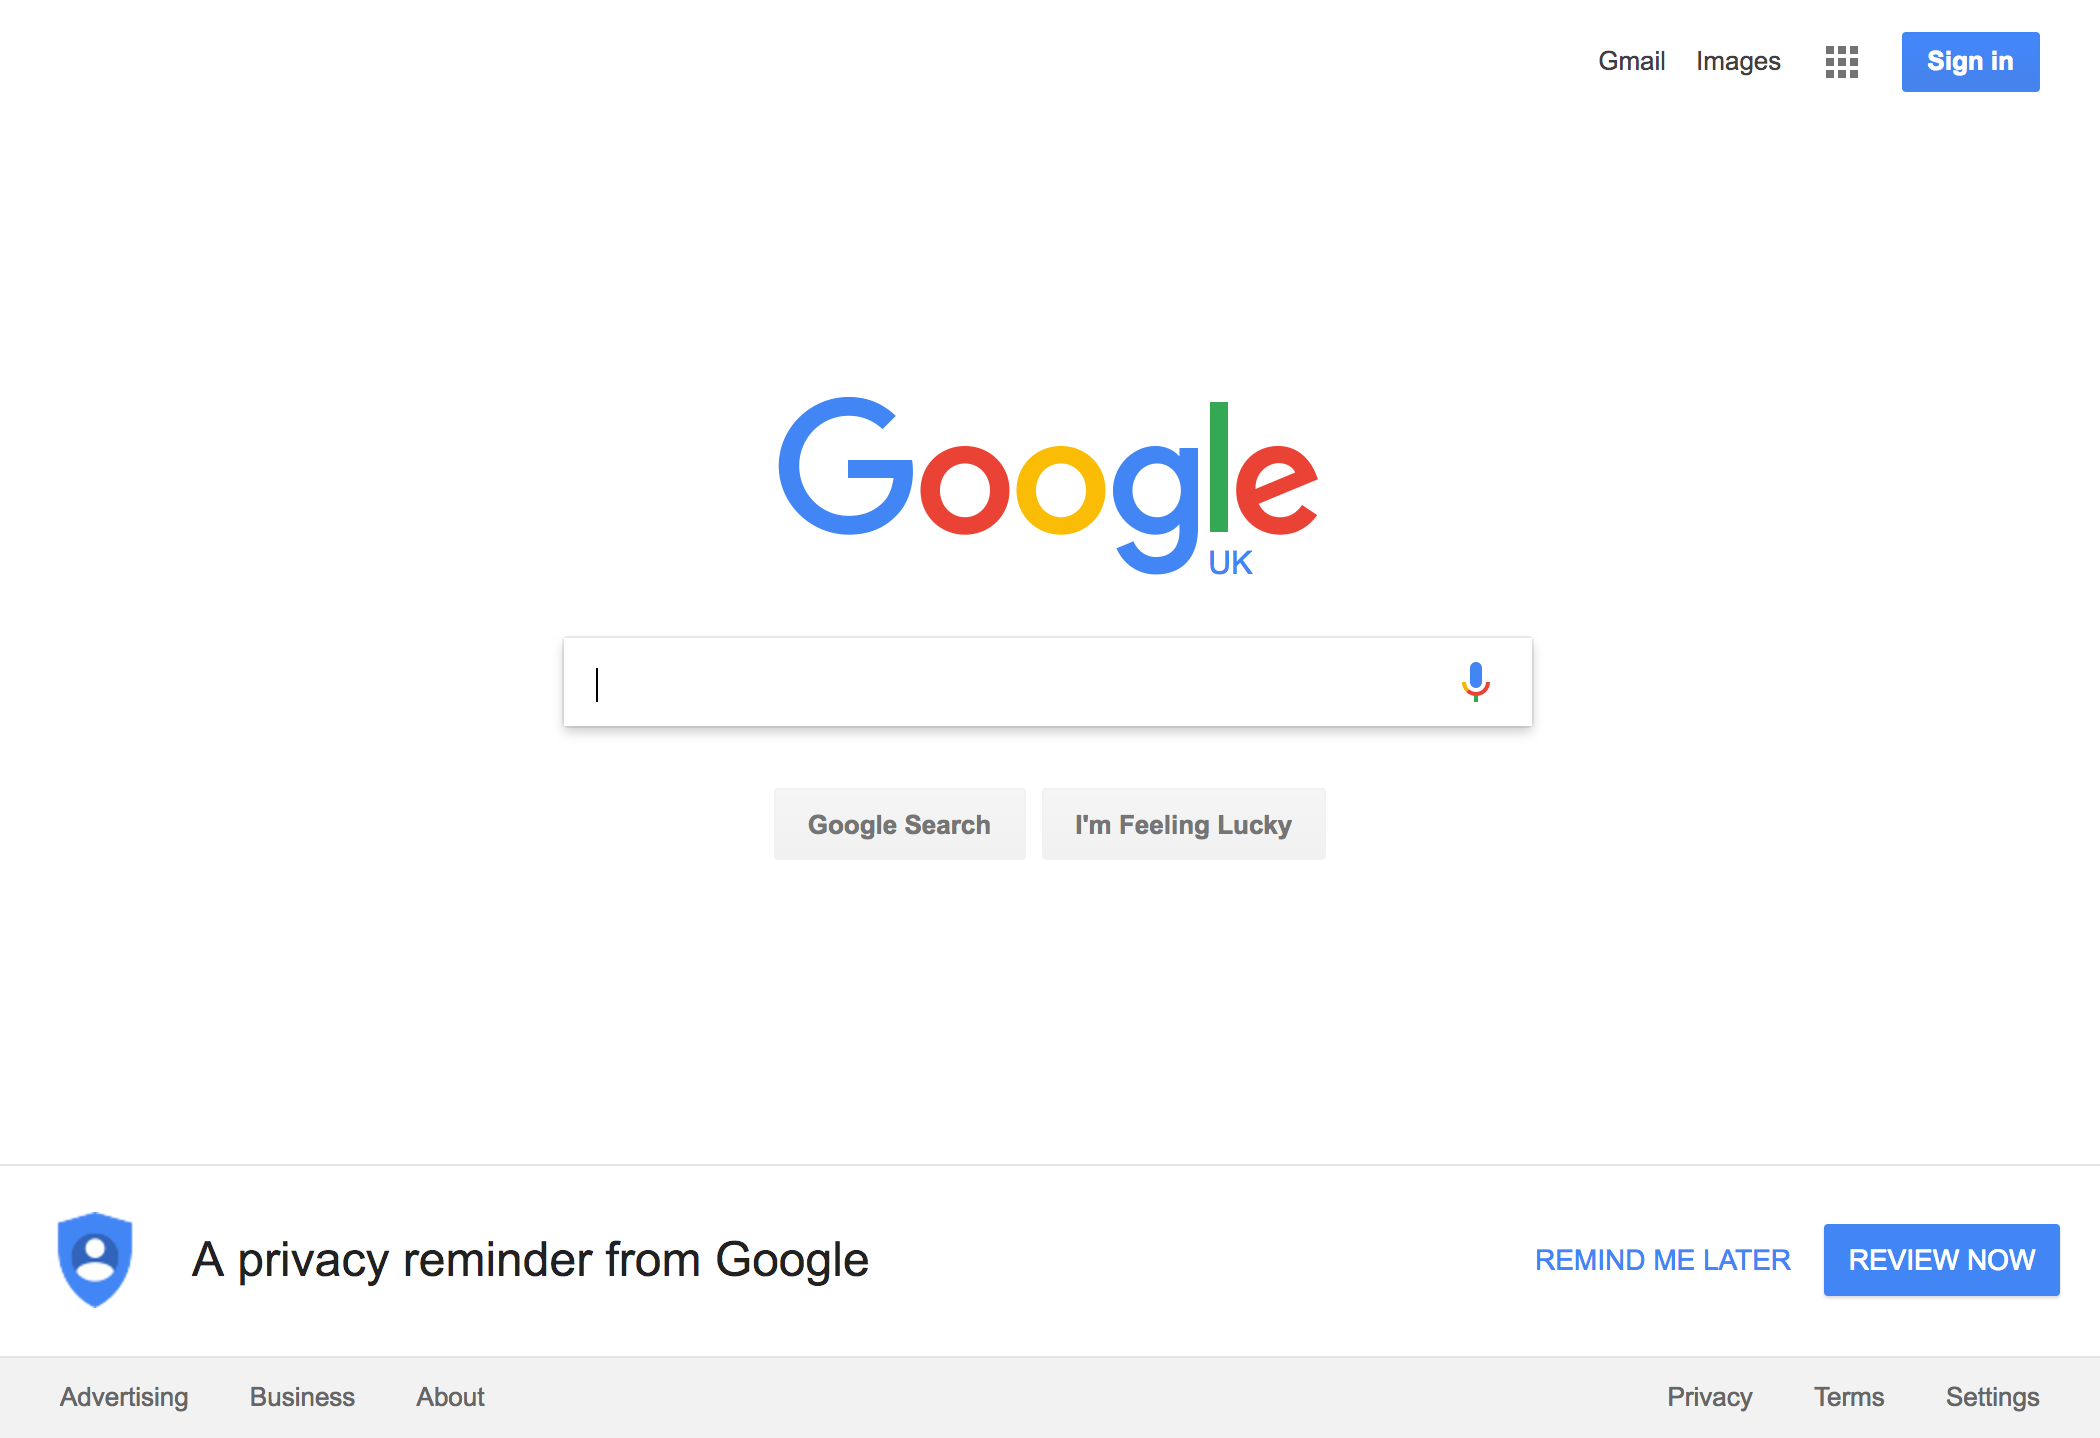 Gmail Images Sign in
Google
UK
Google Search I'm Feeling Lucky
A privacy reminder from Google REMIND ME LATER REVIEW NOW
Advertising Business About Privacy Terms Settings